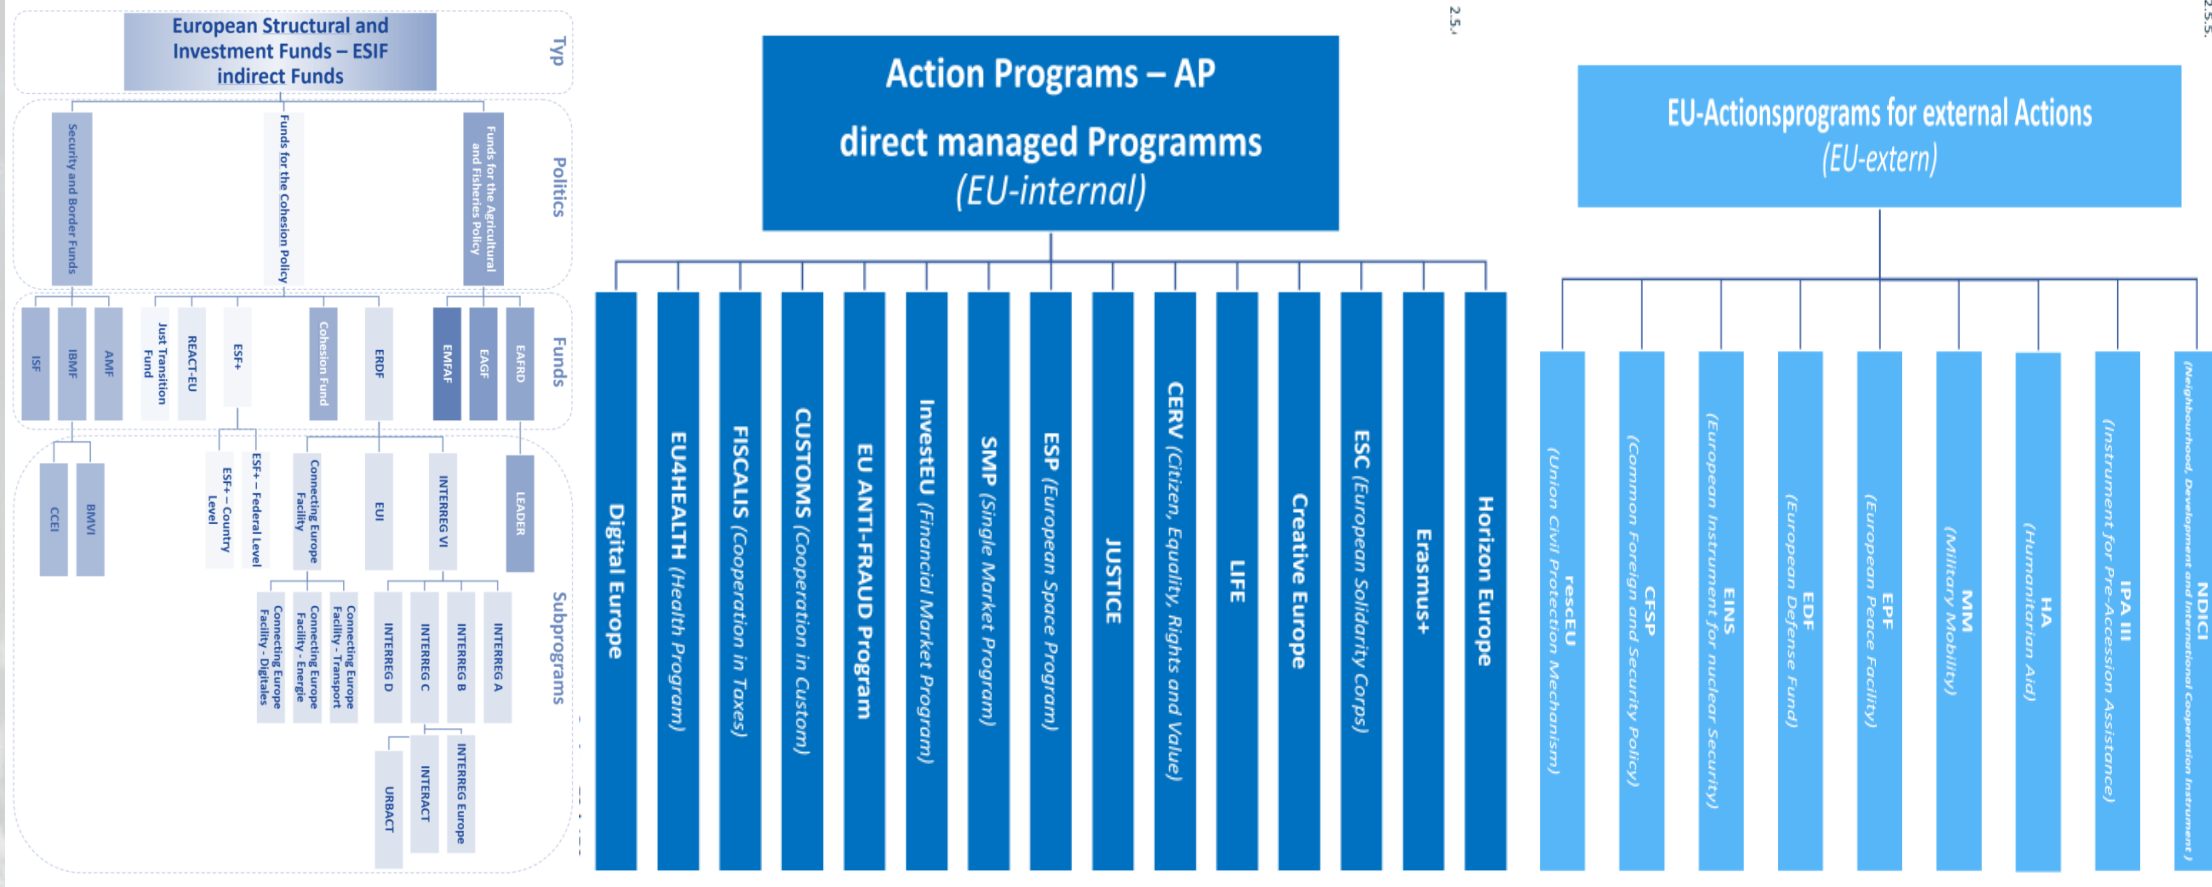 European Structural and
Investment Funds – ESIF
indirect Funds
Typ
Security and Border Funds
Funds for the Cohesion Policy
Funds for the Agricultural
and Fisheries Policy
Politics
ISF
IBMF
AMF
Just Transition
Fund
REACT-EU
ESF+
Cohesion Fund
ERDF
EMFAF
EAGF
EAFRD
Funds
CCEI
BMVI
ESF+ – Country
Level
ESF+ – Federal Level
Connecting Europe
Facility
EUI
INTERREG VI
LEADER
Connecting Europe
Facility - Digitales
Connecting Europe
Facility - Energie
Connecting Europe
Facility - Transport
INTERREG D
INTERREG C
INTERREG B
INTERREG A
URBACT
INTERACT
INTERREG Europe
Subprograms
Action Programs – AP
direct managed Programms
(EU-internal)
Digital Europe
EU4HEALTH (Health Program)
FISCALIS (Cooperation in Taxes)
CUSTOMS (Cooperation in Custom)
EU ANTI-FRAUD Program
InvestEU (Financial Market Program)
SMP (Single Market Program)
ESP (European Space Program)
JUSTICE
CERV (Citizen, Equality, Rights and Value)
LIFE
Creative Europe
ESC (European Solidarity Corps)
Erasmus+
Horizon Europe
EU-Actionsprograms for external Actions
(EU-extern)
rescEU
(Union Civil Protection Mechanism)
CFSP
(Common Foreign and Security Policy)
EINS
(European Instrument for nuclear Security)
EDF
(European Defense Fund)
EPF
(European Peace Facility)
MM
(Military Mobility)
HA
(Humanitarian Aid)
IPA III
(Instrument for Pre-Accession Assistance)
NDICI
(Neighbourhood, Development and International Cooperation Instrument )
2.5.5.